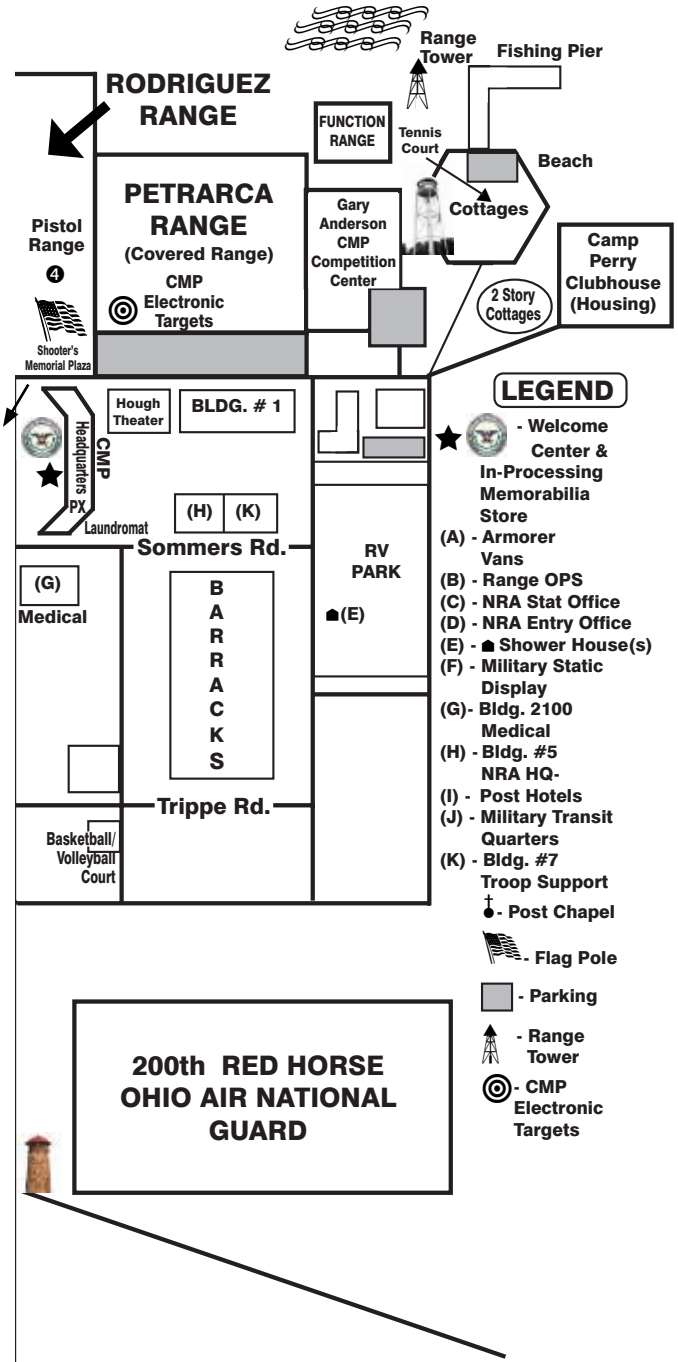 Range
Tower
Fishing Pier
RODRIGUEZ
RANGE
FUNCTION
RANGE
Tennis
Court
Beach
Cottages
PETRARCA
RANGE
(Covered Range)
CMP
Electronic
Targets
Gary
Anderson
CMP
Competition
Center
Pistol
Range
4
Shooter's
Memorial Plaza
2 Story
Cottages
Camp
Perry
Clubhouse
(Housing)
Hough
Theater
BLDG. # 1
CMP
Headquarters
PX
Laundromat
(H)
(K)
Sommers Rd.
RV
PARK
(E)
(G)
Medical
BARRACKS
Trippe Rd.
Basketball/
Volleyball
Court
200th RED HORSE
OHIO AIR NATIONAL
GUARD
LEGEND
- Welcome
Center &
In-Processing
Memorabilia
Store
(A) - Armorer
Vans
(B) - Range OPS
(C) - NRA Stat Office
(D) - NRA Entry Office
(E) - Shower House(s)
(F) - Military Static
Display
(G)- Bldg. 2100
Medical
(H) - Bldg. #5
NRA HQ-
(I) - Post Hotels
(J) - Military Transit
Quarters
(K) - Bldg. #7
Troop Support
- Post Chapel
- Flag Pole
- Parking
- Range
Tower
- CMP
Electronic
Targets